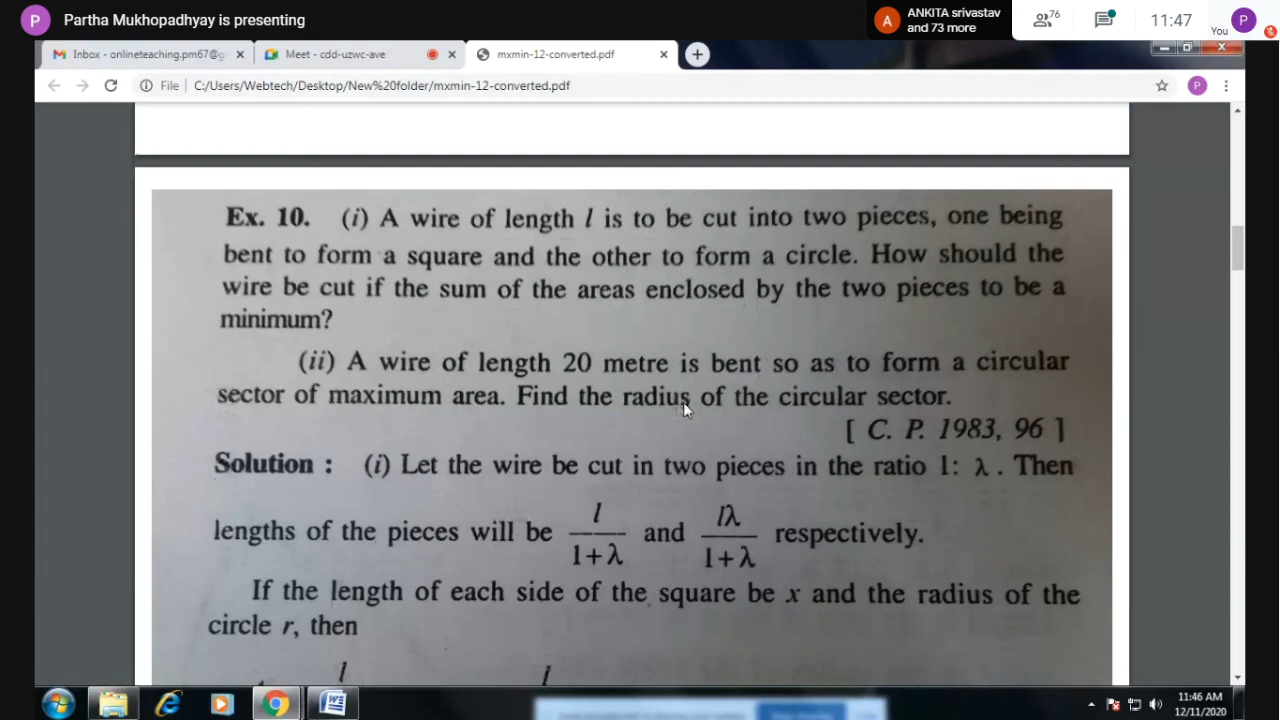 P Partha Mukhopadhyay is presenting
A ANKITA srivastav
and 73 more
76
11:47
You
P
Inbox - onlineteaching.pm67@g
Meet - cdd-uzwc-ave
mxmin-12-converted.pdf
File | C:/Users/Webtech/Desktop/New%20folder/mxmin-12-converted.pdf
P
Ex. 10. (i) A wire of length l is to be cut into two pieces, one being
bent to form a square and the other to form a circle. How should the
wire be cut if the sum of the areas enclosed by the two pieces to be a
minimum?
(ii) A wire of length 20 metre is bent so as to form a circular
sector of maximum area. Find the radius of the circular sector.
[ C. P. 1983, 96 ]
Solution : (i) Let the wire be cut in two pieces in the ratio 1: λ . Then
lengths of the pieces will be l/(1+λ) and lλ/(1+λ) respectively.
If the length of each side of the square be x and the radius of the
circle r, then
l l
11:46 AM
12/11/2020